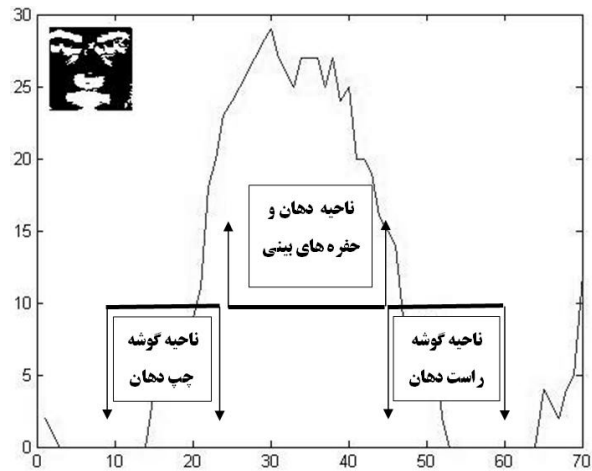 30
25
20
15
10
5
0
ناحیه دهان و
حفره های بینی
ناحیه گوشه
چپ دهان
ناحیه گوشه
راست دهان
0 10 20 30 40 50 60 70